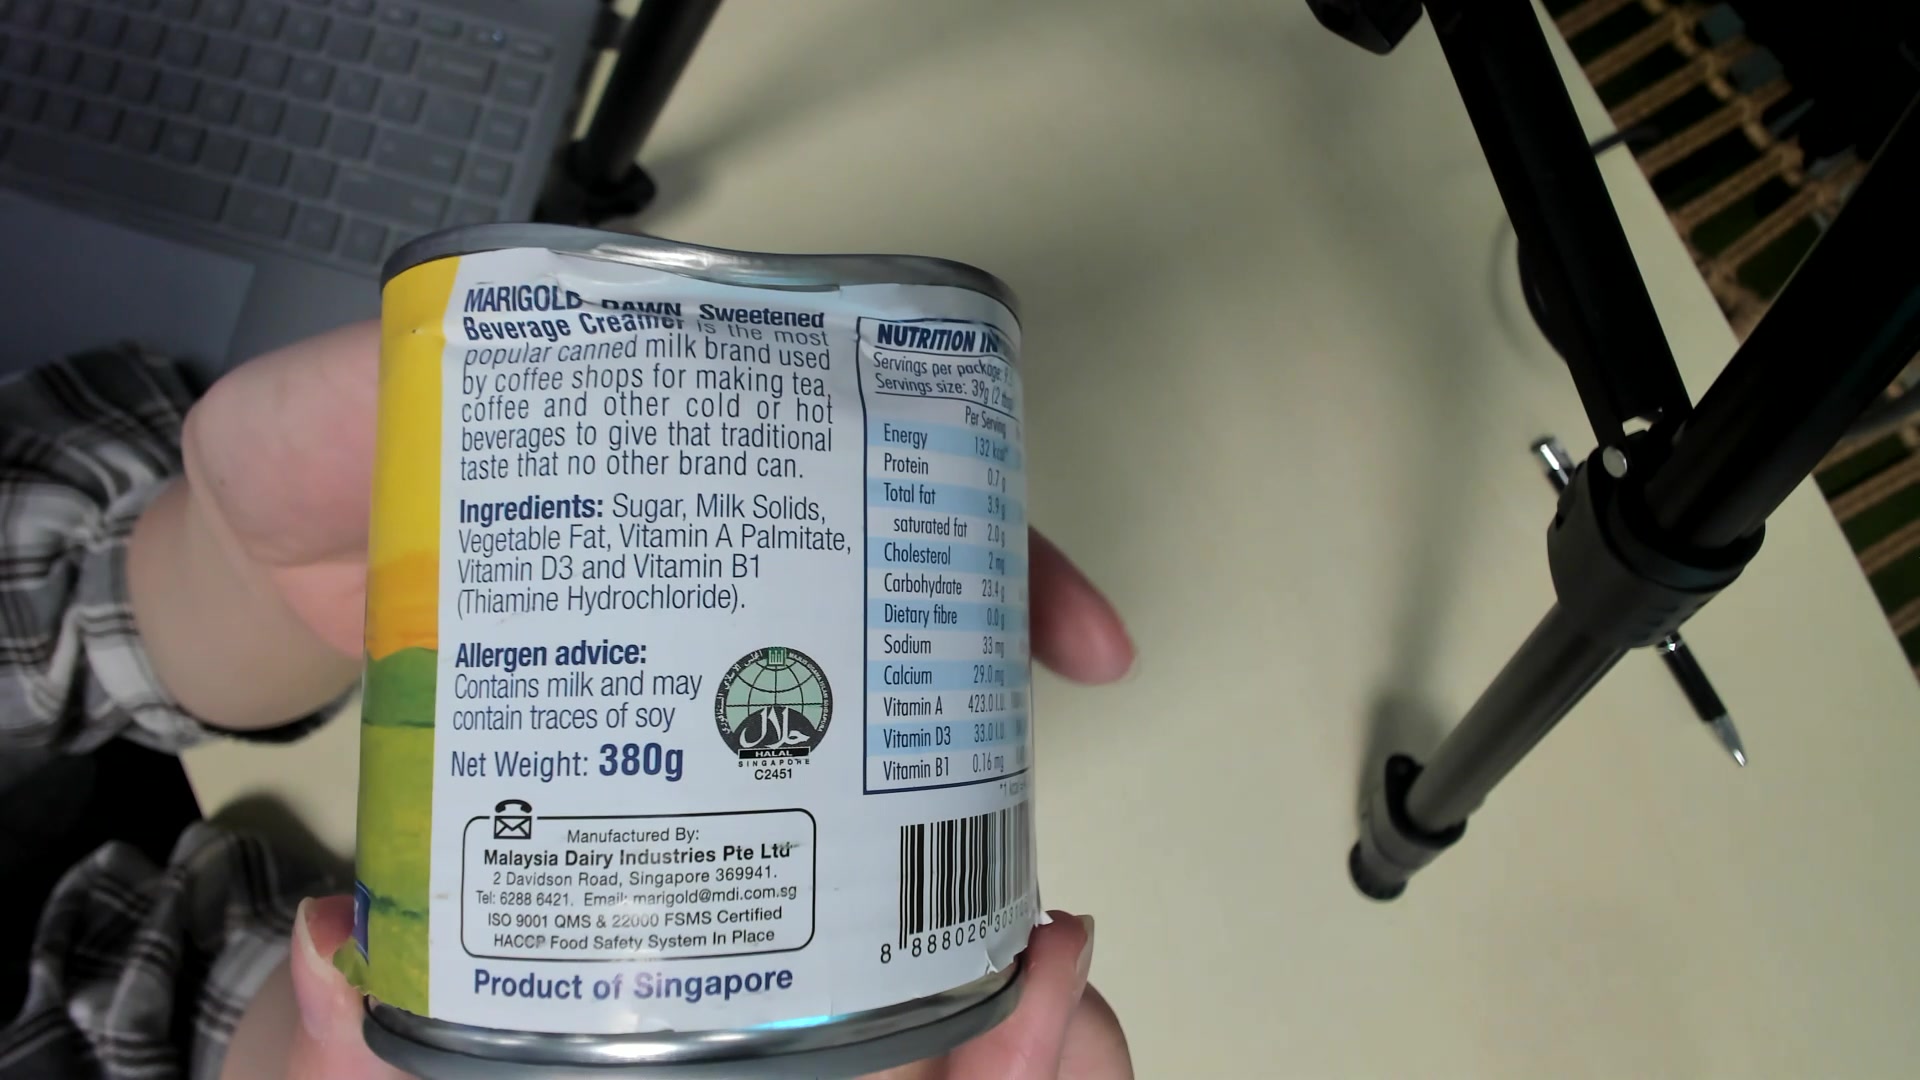 MARIGOLD DAWN Sweetened
Beverage Creamer is the most
popular canned milk brand used
by coffee shops for making tea,
coffee and other cold or hot
beverages to give that traditional
taste that no other brand can.
Ingredients: Sugar, Milk Solids,
Vegetable Fat, Vitamin A Palmitate,
Vitamin D3 and Vitamin B1
(Thiamine Hydrochloride).
Allergen advice:
Contains milk and may
contain traces of soy
Net Weight: 380g
حلال
HALAL
SINGAPORE
C2451
Manufactured By:
Malaysia Dairy Industries Pte Ltd
2 Davidson Road, Singapore 369941.
Tel: 6288 6421. Email: marigold@mdi.com.sg
ISO 9001 QMS & 22000 FSMS Certified
HACCP Food Safety System In Place
Product of Singapore
NUTRITION IN
Servings per package:
Servings size: 39g (2
Per Serving
Energy 132 kcal*
Protein 0.7 g
Total fat 3.9 g
saturated fat 2.0 g
Cholesterol 2 mg
Carbohydrate 23.4 g
Dietary fibre 0.0 g
Sodium 33 mg
Calcium 29.0 mg
Vitamin A 423.0 I.U.
Vitamin D3 33.0 I.U.
Vitamin B1 0.16 mg
8 888026 303